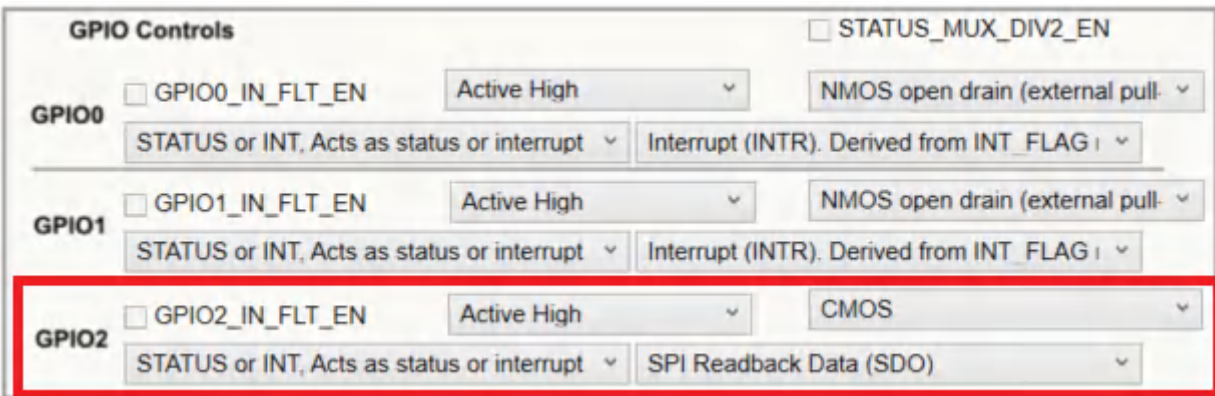 GPIO Controls STATUS_MUX_DIV2_EN
GPIO0_IN_FLT_EN Active High NMOS open drain (external pull-
GPIO0
STATUS or INT, Acts as status or interrupt Interrupt (INTR). Derived from INT_FLAG
GPIO1_IN_FLT_EN Active High NMOS open drain (external pull-
GPIO1
STATUS or INT, Acts as status or interrupt Interrupt (INTR). Derived from INT_FLAG
GPIO2_IN_FLT_EN Active High CMOS
GPIO2
STATUS or INT, Acts as status or interrupt SPI Readback Data (SDO)